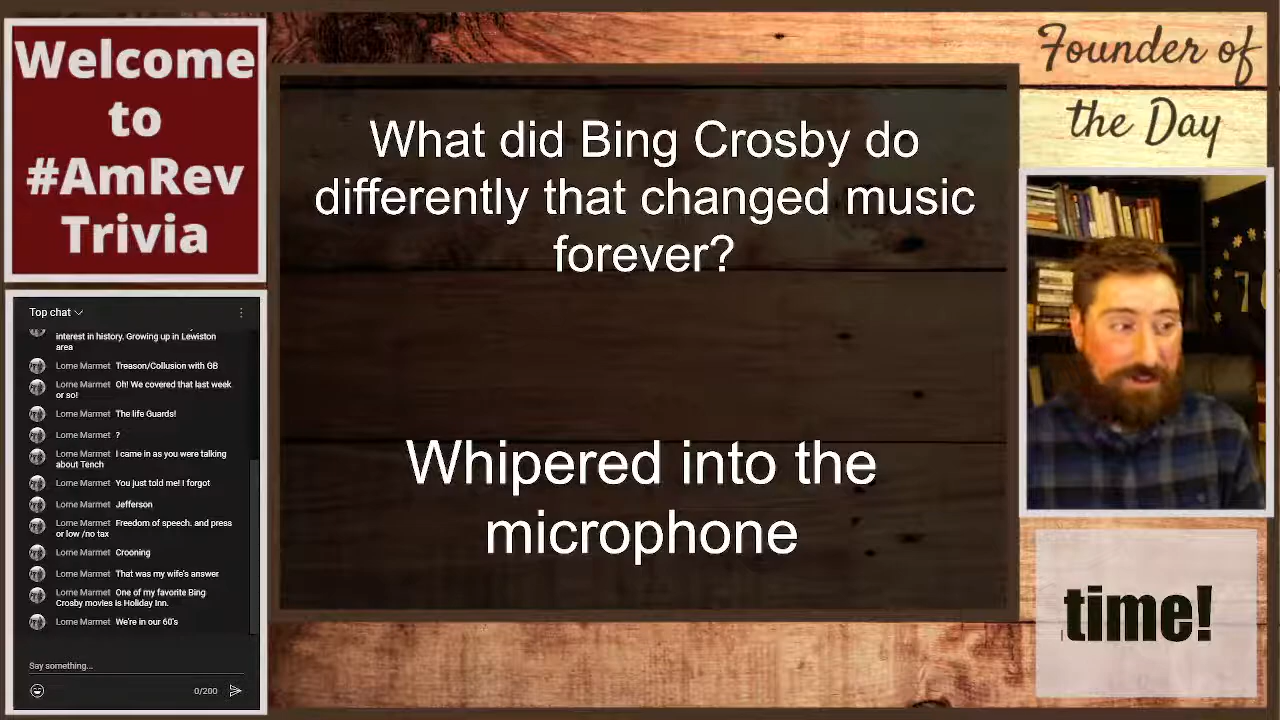 Welcome
to
#AmRev
Trivia
What did Bing Crosby do
differently that changed music
forever?
Whipered into the
microphone
Founder of
the Day
Top chat
interest in history. Growing up in Lewiston
area
Lorne Marmet Treason/Collusion with GB
Lorne Marmet Oh! We covered that last week
or so!
Lorne Marmet The life Guards!
Lorne Marmet ?
Lorne Marmet I came in as you were talking
about Tench
Lorne Marmet You just told me! I forgot
Lorne Marmet Jefferson
Lorne Marmet Freedom of speech. and press
or low /no tax
Lorne Marmet Crooning
Lorne Marmet That was my wife's answer
Lorne Marmet One of my favorite Bing
Crosby movies is Holiday Inn.
Lorne Marmet We're in our 60's
Say something...
0/200
time!